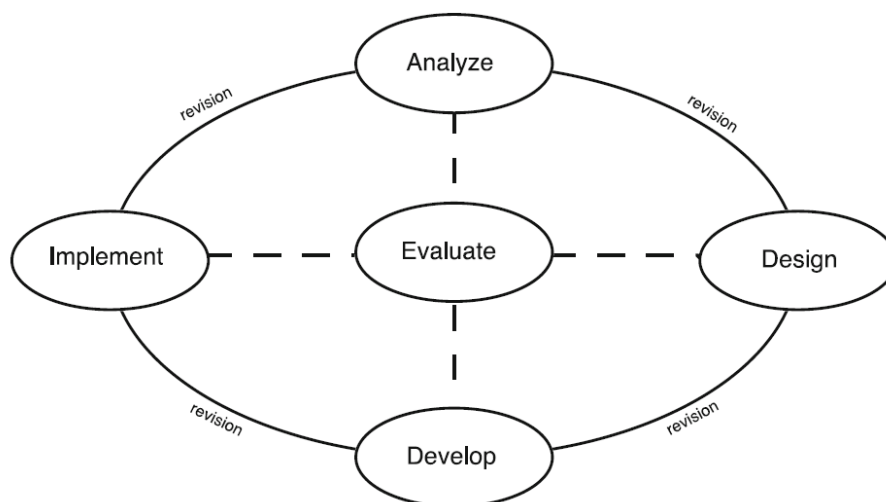 Analyze
revision
revision
Implement
Evaluate
Design
revision
revision
Develop